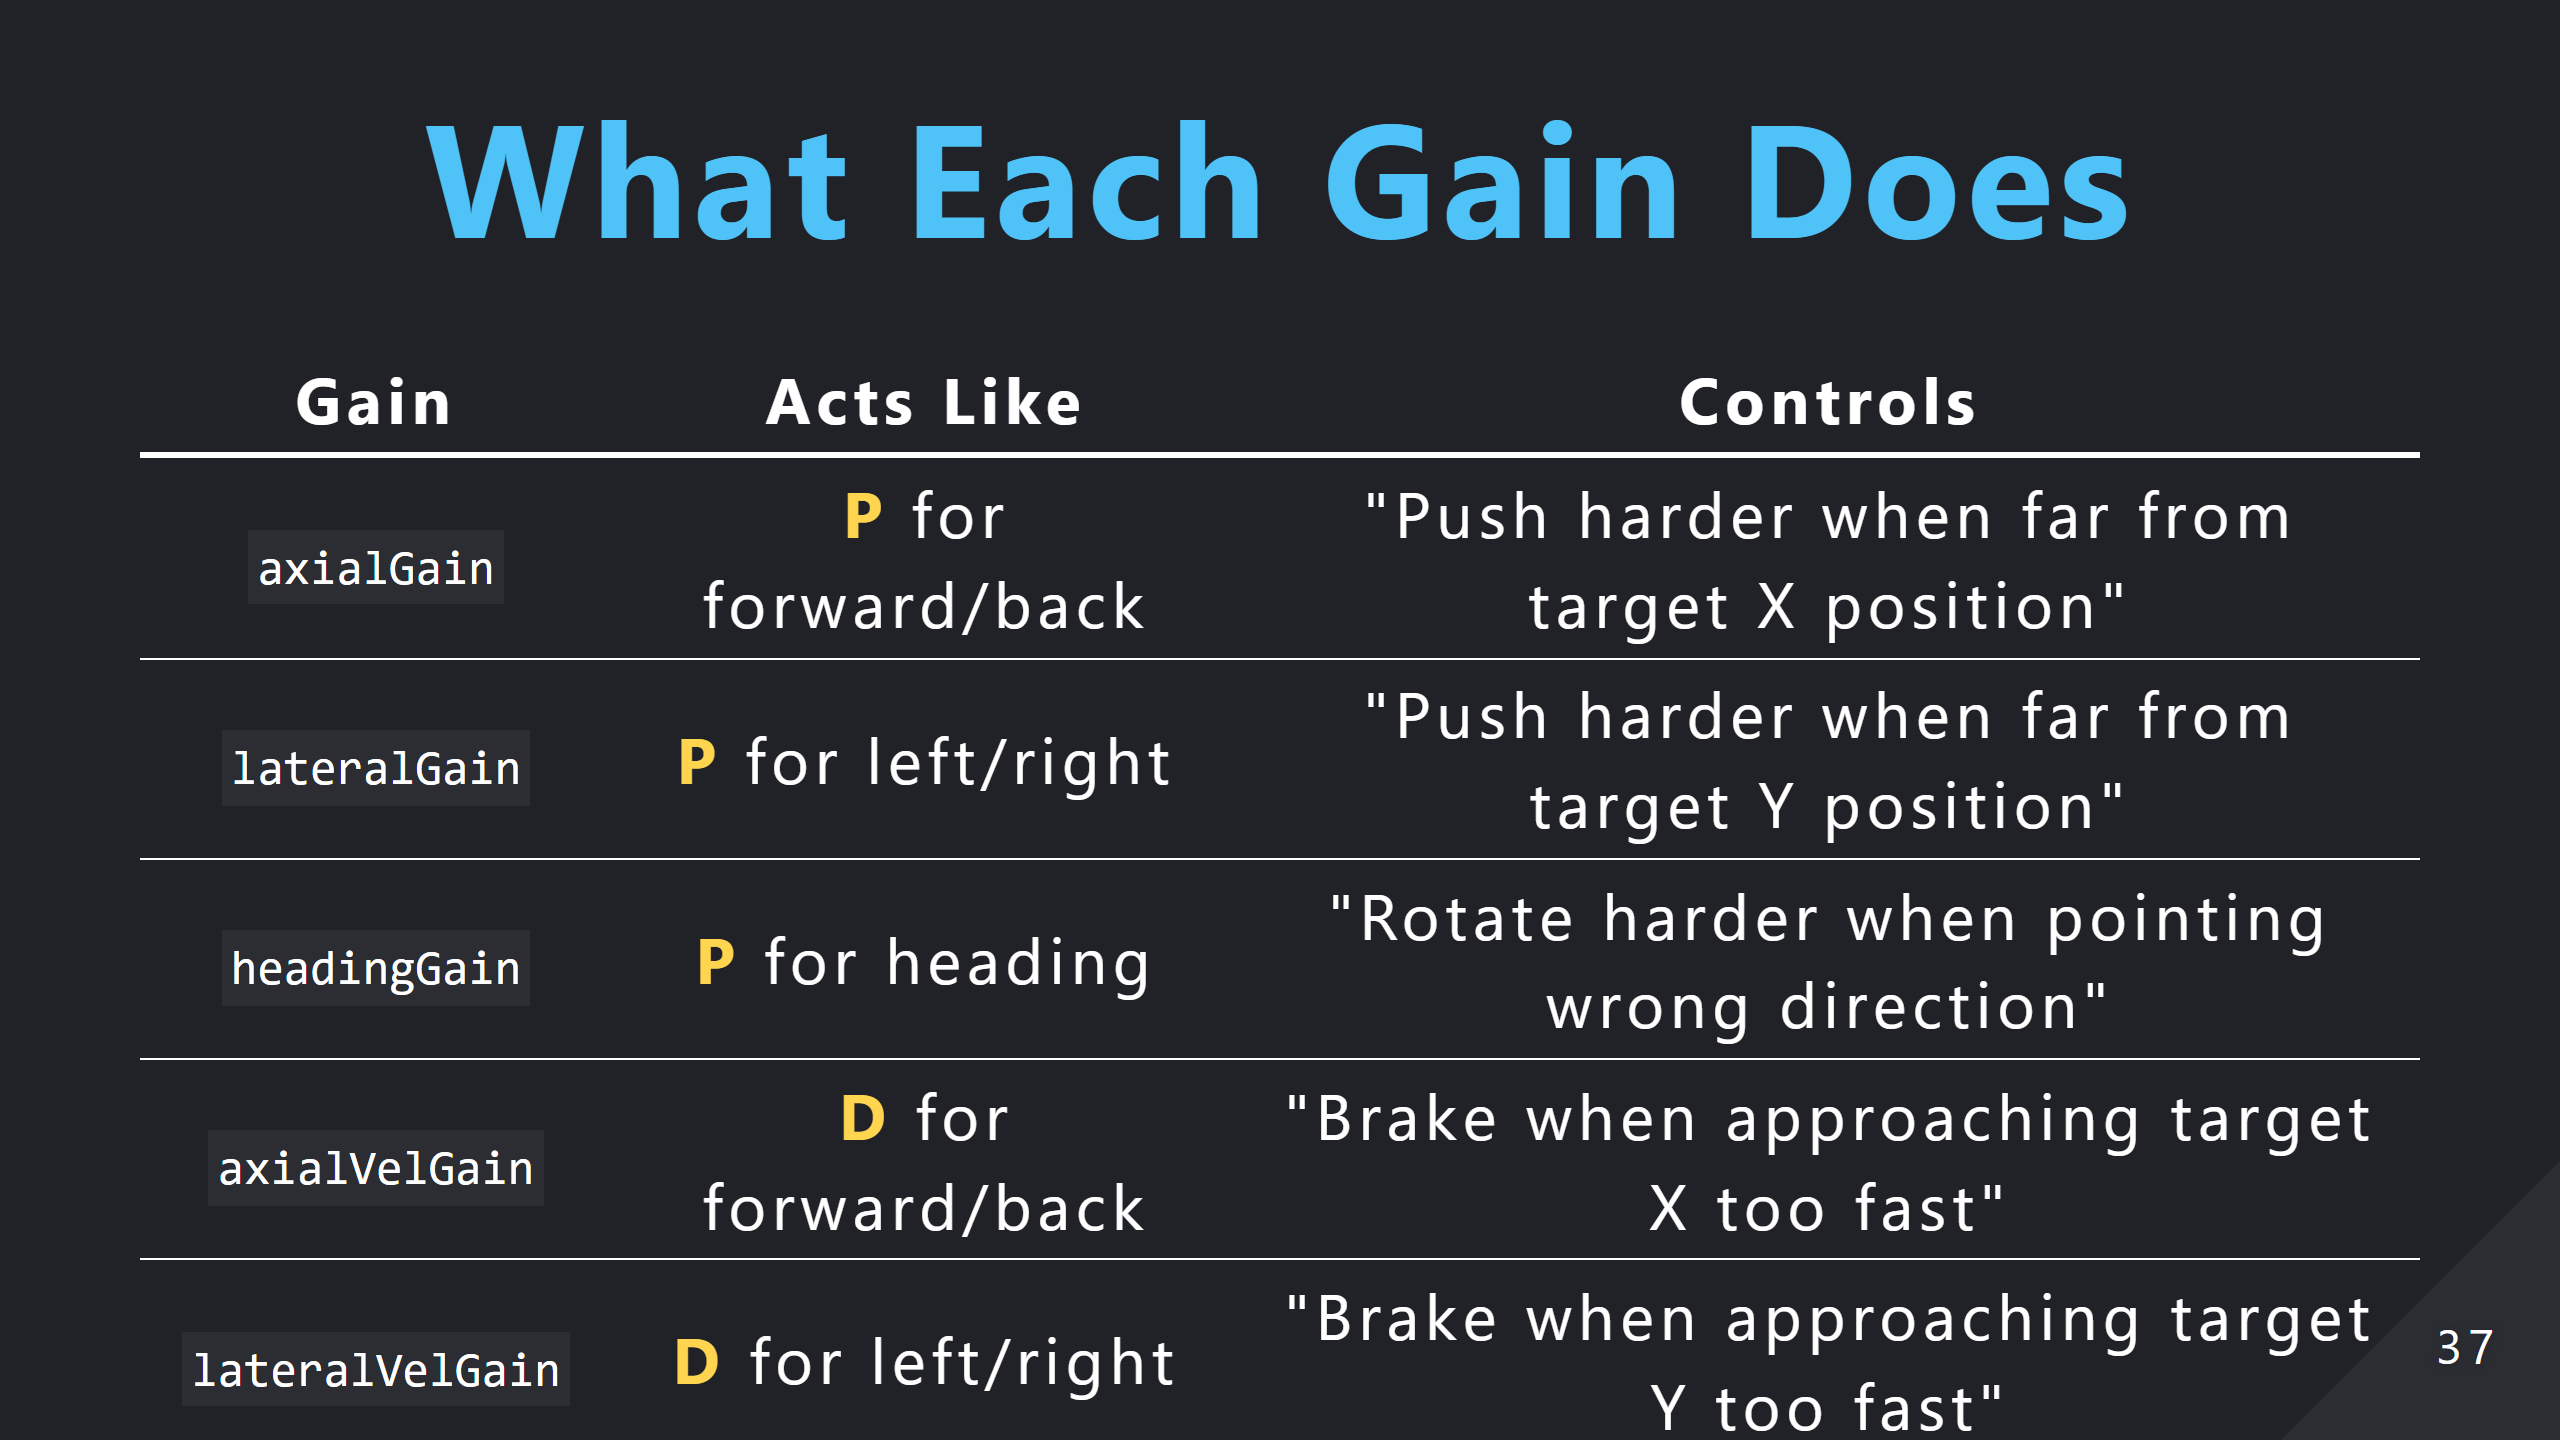 What Each Gain Does
Gain Acts Like Controls
axialGain P for forward/back "Push harder when far from target X position"
lateralGain P for left/right "Push harder when far from target Y position"
headingGain P for heading "Rotate harder when pointing wrong direction"
axialVelGain D for forward/back "Brake when approaching target X too fast"
lateralVelGain D for left/right "Brake when approaching target Y too fast"
37